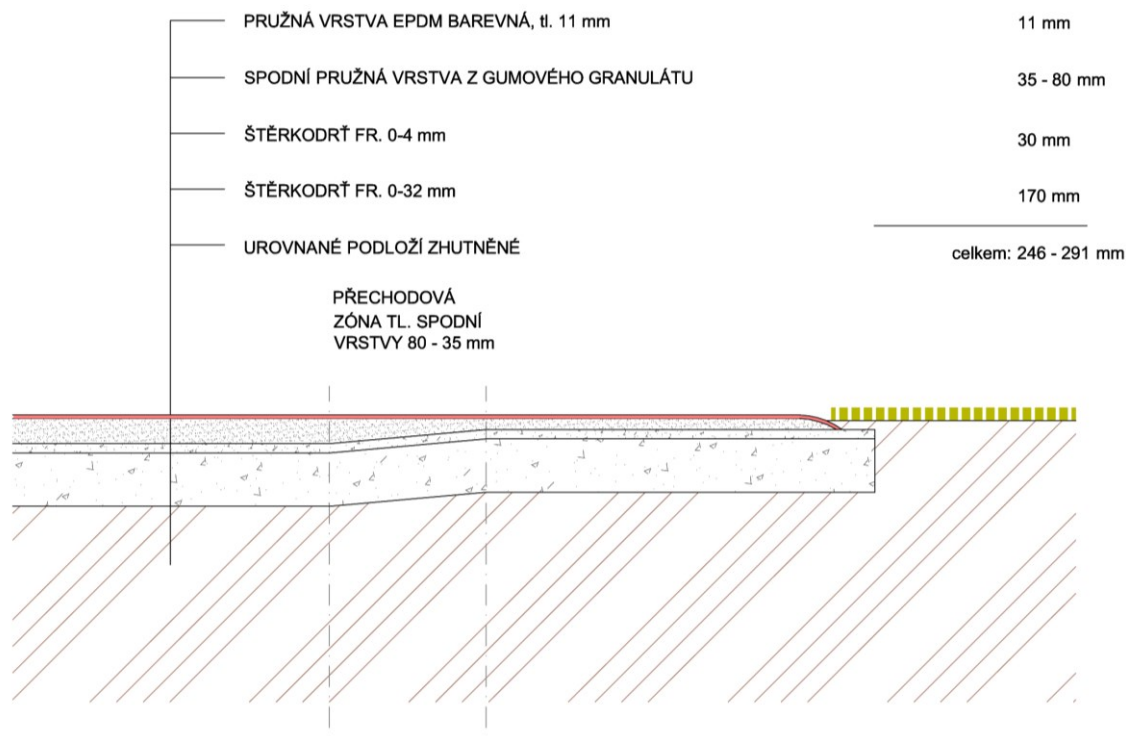 PRUŽNÁ VRSTVA EPDM BAREVNÁ, tl. 11 mm 11 mm
SPODNÍ PRUŽNÁ VRSTVA Z GUMOVÉHO GRANULÁTU 35 - 80 mm
ŠTĚRKODRŤ FR. 0-4 mm 30 mm
ŠTĚRKODRŤ FR. 0-32 mm 170 mm
UROVNANÉ PODLOŽÍ ZHUTNĚNÉ celkem: 246 - 291 mm
PŘECHODOVÁ
ZÓNA TL. SPODNÍ
VRSTVY 80 - 35 mm